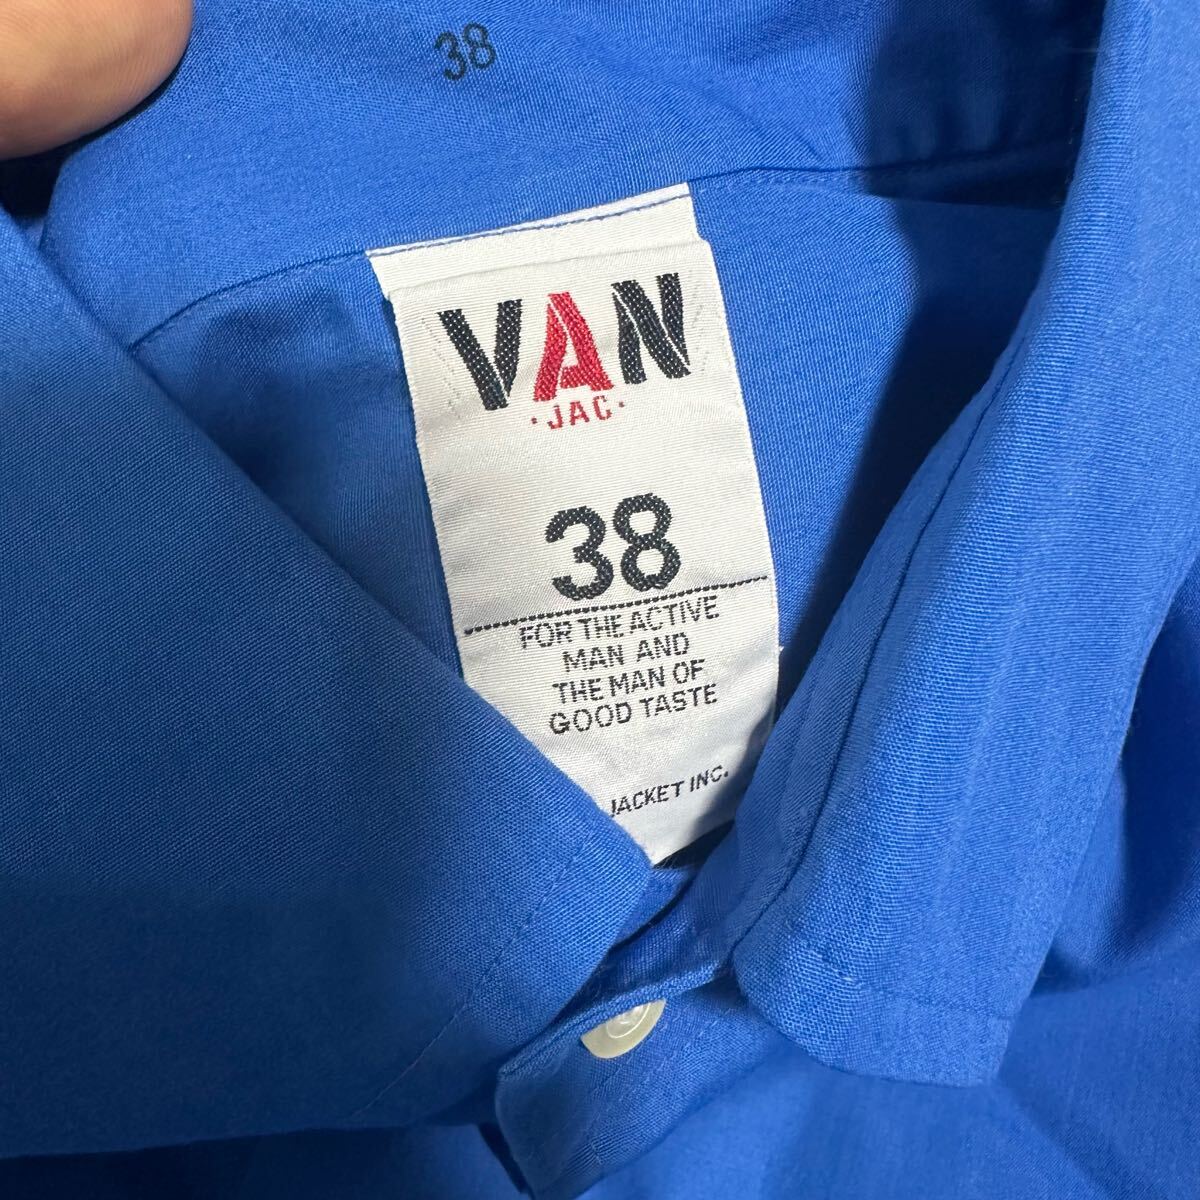 38
VAN
·JAC·
38
FOR THE ACTIVE
MAN AND
THE MAN OF
GOOD TASTE
JACKET INC.